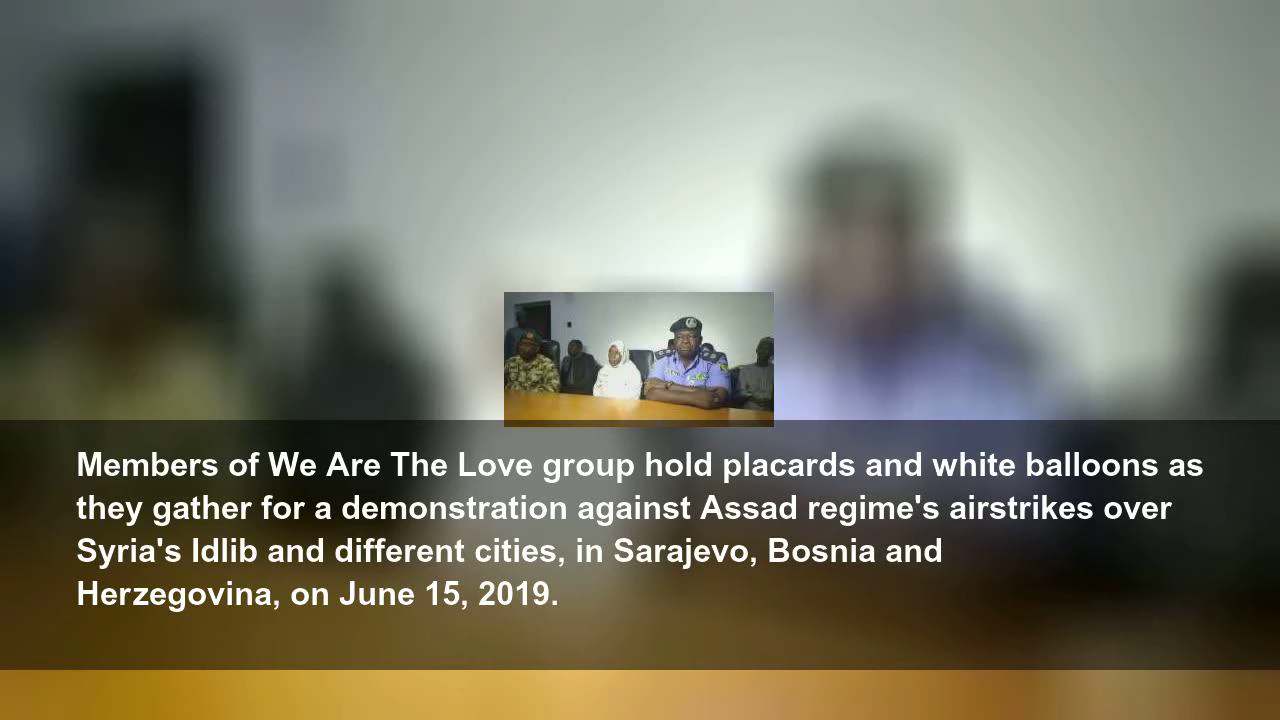 Members of We Are The Love group hold placards and white balloons as
they gather for a demonstration against Assad regime's airstrikes over
Syria's Idlib and different cities, in Sarajevo, Bosnia and
Herzegovina, on June 15, 2019.